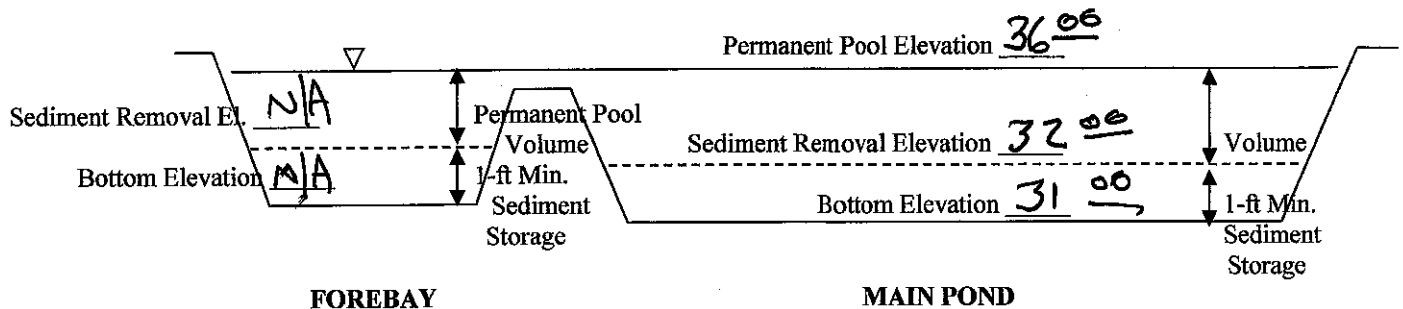 Permanent Pool Elevation 36 00
Sediment Removal El. N/A
Permanent Pool
Volume
Sediment Removal Elevation 32 00
Volume
Bottom Elevation N/A
1-ft Min.
Sediment
Storage
Bottom Elevation 31 00
1-ft Min.
Sediment
Storage
FOREBAY
MAIN POND